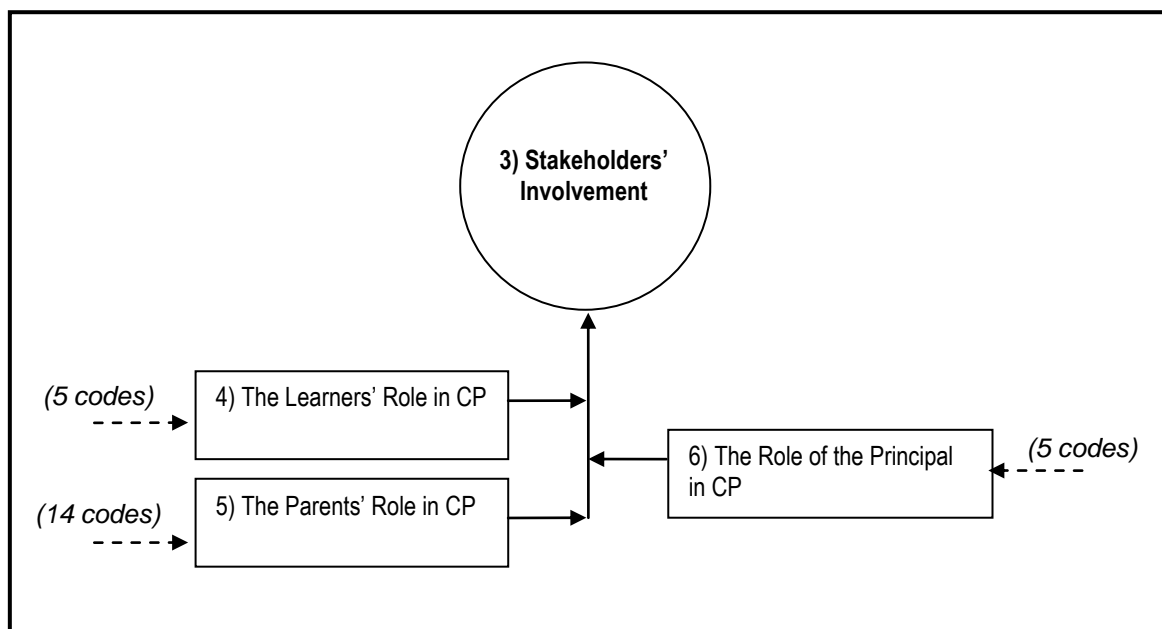 3) Stakeholders’
Involvement
(5 codes)
4) The Learners’ Role in CP
6) The Role of the Principal
in CP
(5 codes)
(14 codes)
5) The Parents’ Role in CP